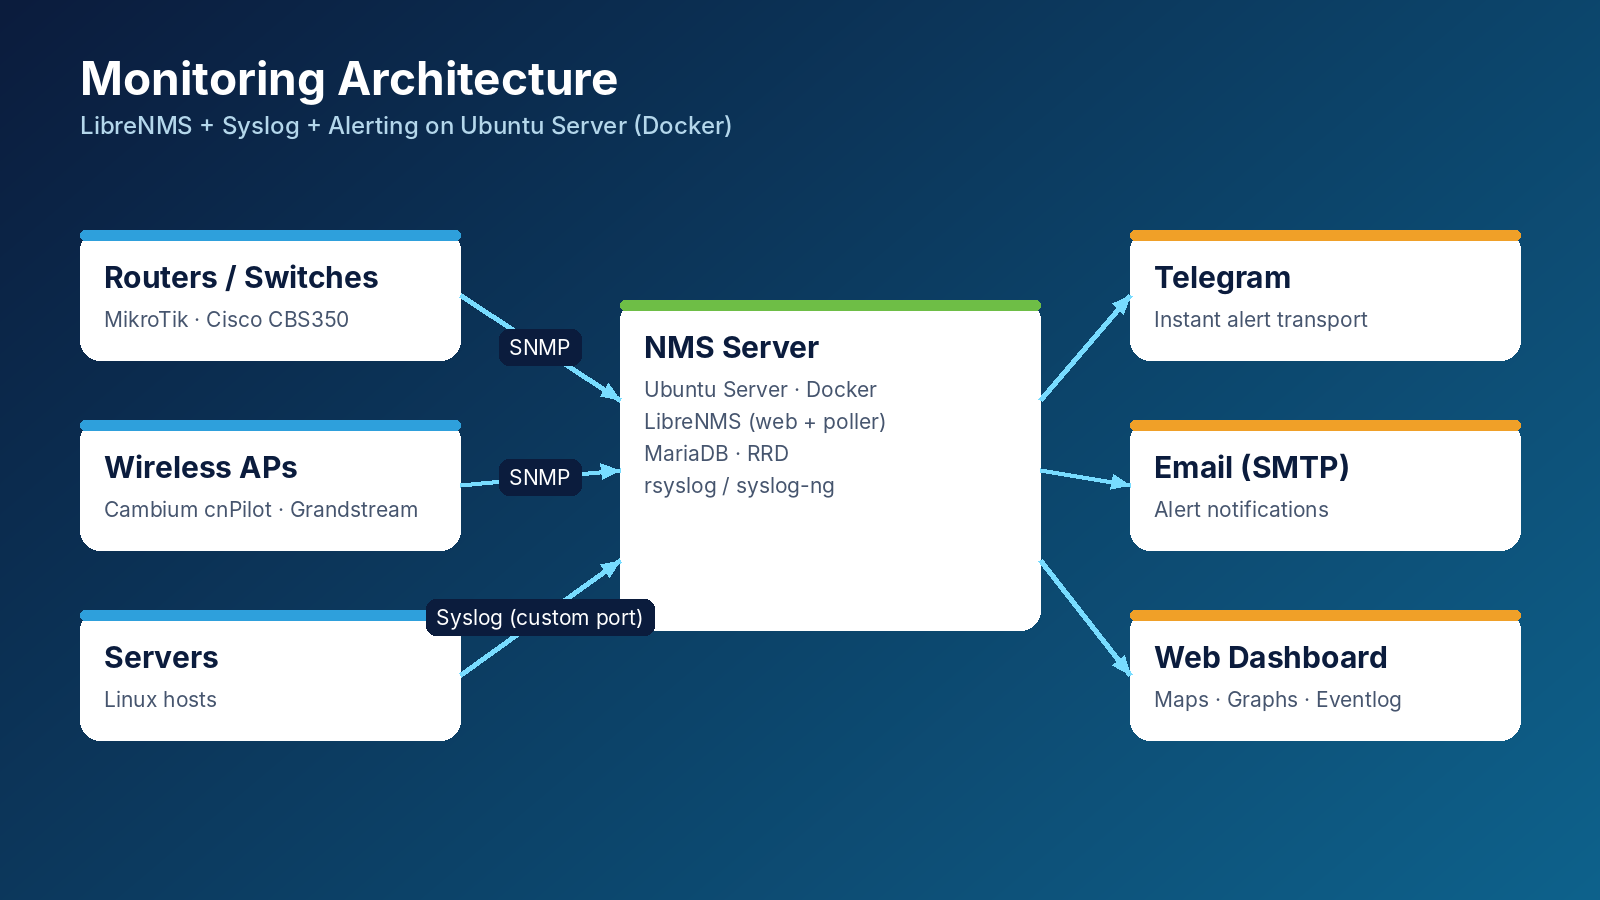 Monitoring Architecture
LibreNMS + Syslog + Alerting on Ubuntu Server (Docker)
Routers / Switches
MikroTik · Cisco CBS350
SNMP
Wireless APs
Cambium cnPilot · Grandstream
SNMP
Servers
Linux hosts
Syslog (custom port)
NMS Server
Ubuntu Server · Docker
LibreNMS (web + poller)
MariaDB · RRD
rsyslog / syslog-ng
Telegram
Instant alert transport
Email (SMTP)
Alert notifications
Web Dashboard
Maps · Graphs · Eventlog